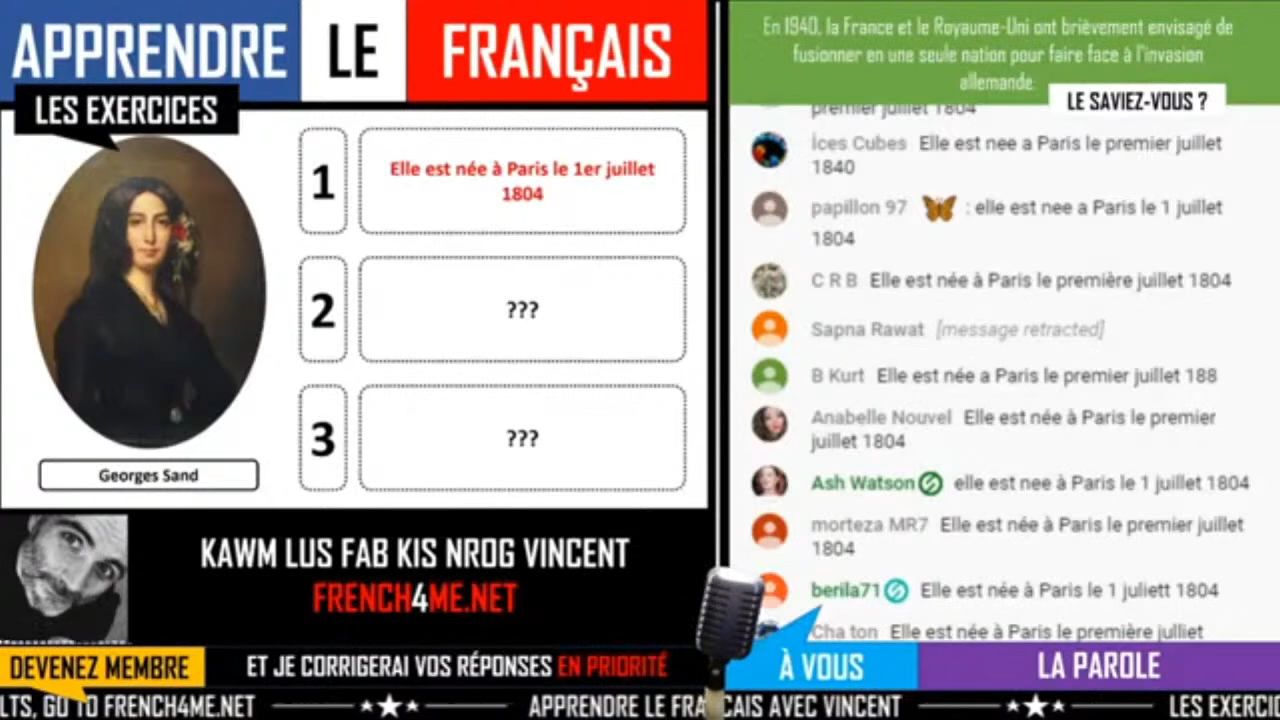 APPRENDRE LE FRANÇAIS
LES EXERCICES
1
Elle est née à Paris le 1er juillet
1804
2
???
3
???
Georges Sand
KAWM LUS FAB KIS NROG VINCENT
FRENCH4ME.NET
DEVENEZ MEMBRE
ET JE CORRIGERAI VOS RÉPONSES EN PRIORITÉ
LTS, GO TO FRENCH4ME.NET
APPRENDRE LE FRANCAIS AVEC VINCENT
LES EXERCI
En 1940, la France et le Royaume-Uni ont brièvement envisagé de
fusionner en une seule nation pour faire face à l'invasion
allemande.
LE SAVIEZ-VOUS ?
premier juillet 1804
İces Cubes Elle est nee a Paris le premier juillet
1840
papillon 97 : elle est nee a Paris le 1 juillet
1804
C R B Elle est née à Paris le première juillet 1804
Sapna Rawat [message retracted]
B Kurt Elle est née a Paris le premier juillet 188
Anabelle Nouvel Elle est née à Paris le premier
juillet 1804
Ash Watson elle est nee à Paris le 1 juillet 1804
morteza MR7 Elle est née à Paris le premier juillet
1804
berila71 Elle est née à Paris le 1 juliett 1804
Cha ton Elle est née à Paris le première julliet
À VOUS
LA PAROLE